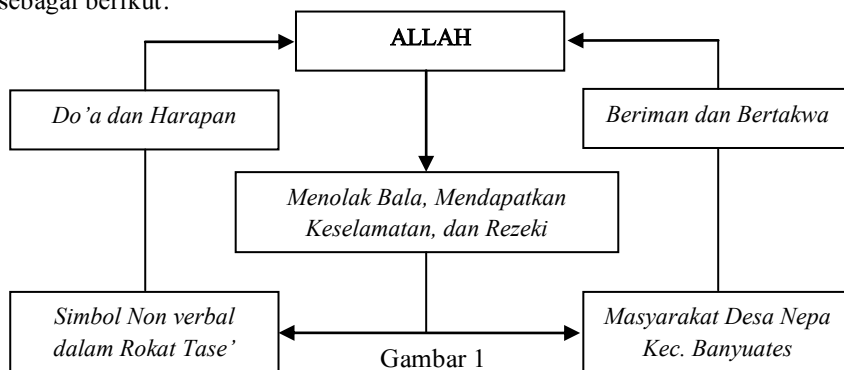 sebagai berikut:
ALLAH
Do’a dan Harapan
Beriman dan Bertakwa
Menolak Bala, Mendapatkan
Keselamatan, dan Rezeki
Simbol Non verbal
dalam Rokat Tase’
Masyarakat Desa Nepa
Kec. Banyuates
Gambar 1